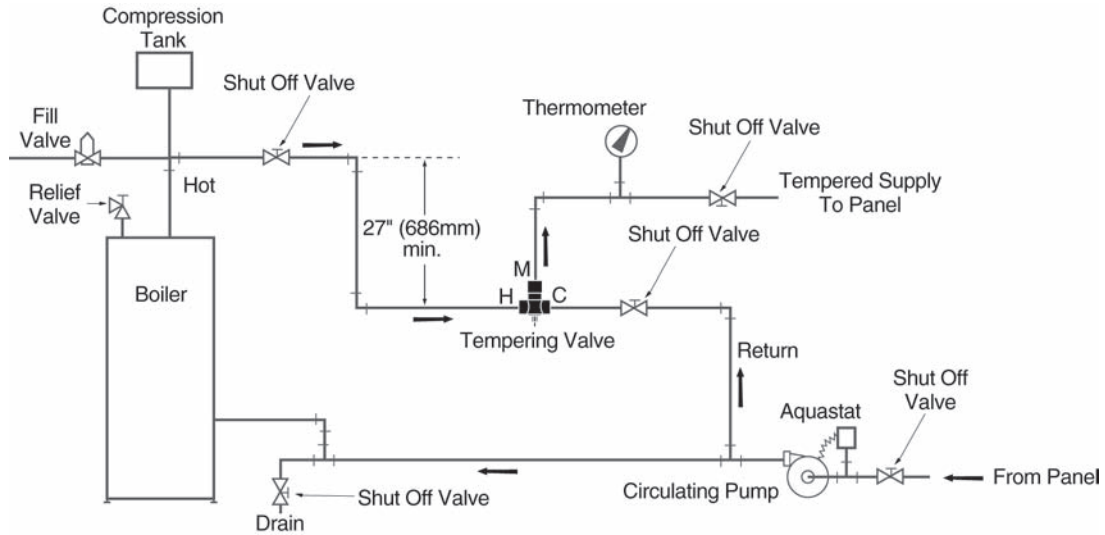 Compression
Tank
Shut Off Valve
Fill
Valve
Thermometer
Shut Off Valve
Hot
Relief
Valve
Tempered Supply
To Panel
27" (686mm)
min.
Shut Off Valve
M
Boiler
H
C
Tempering Valve
Return
Shut Off
Valve
Aquastat
Circulating Pump
From Panel
Shut Off Valve
Drain